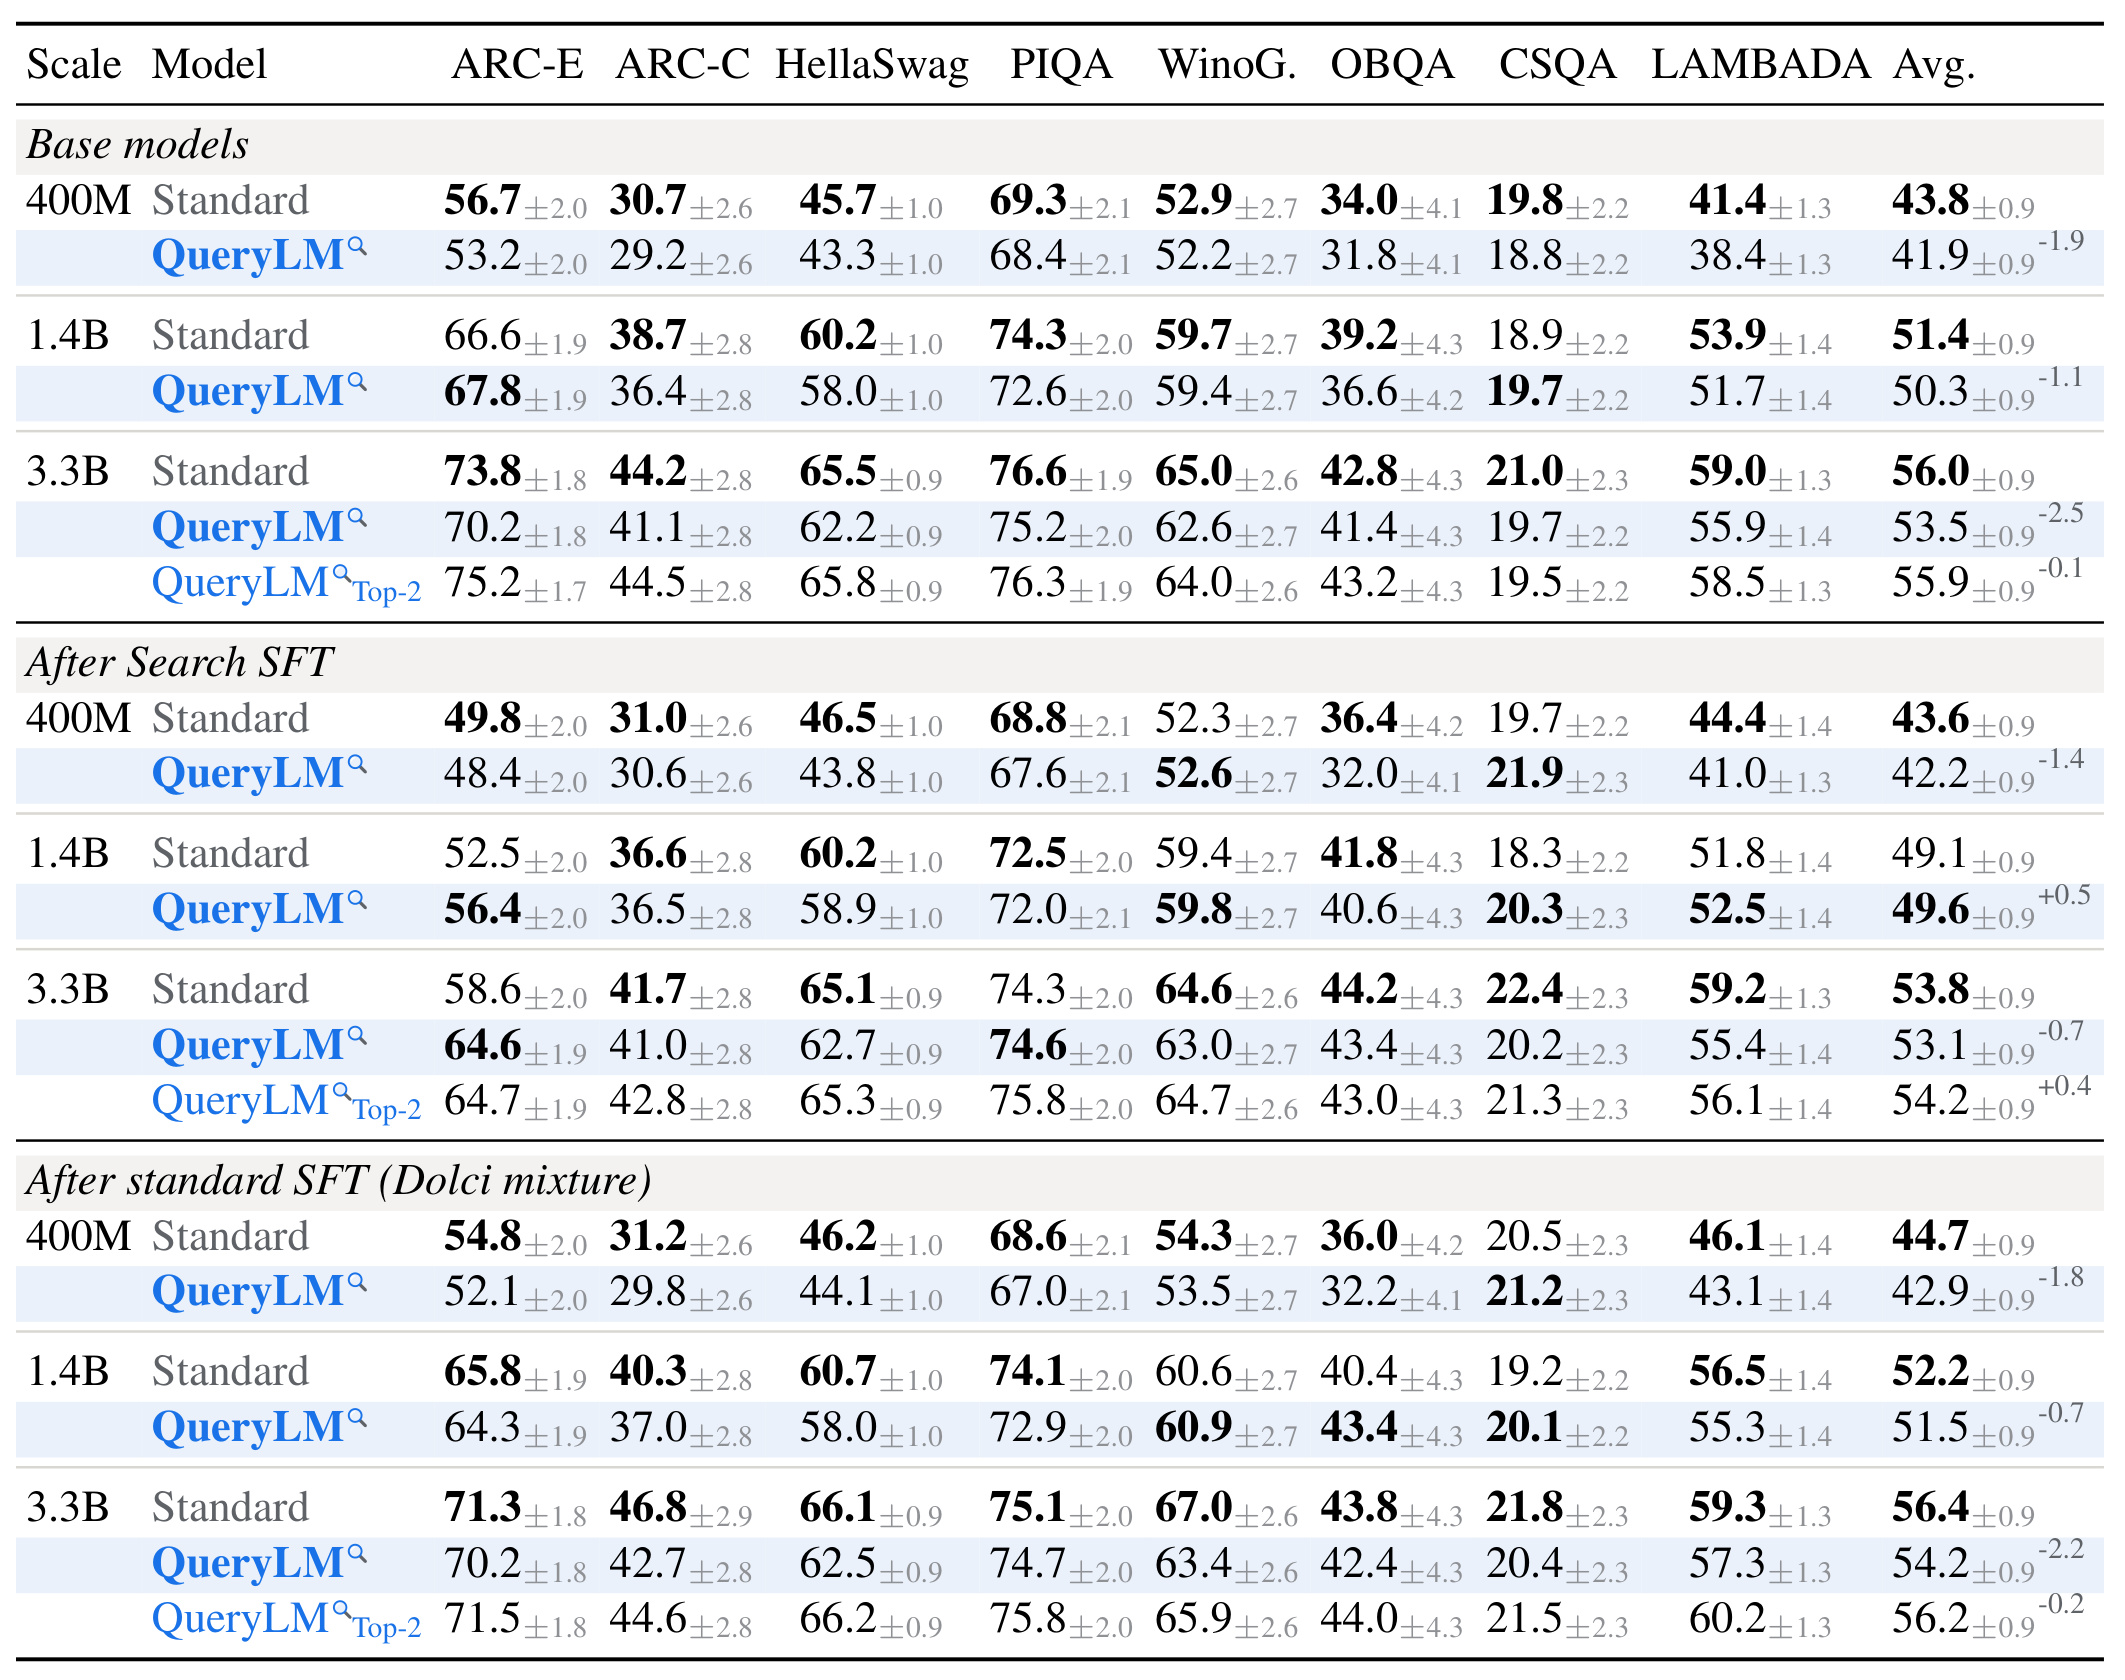 Scale Model ARC-E ARC-C HellaSwag PIQA WinoG. OBQA CSQA LAMBADA Avg.
Base models
400M Standard 56.7±2.0 30.7±2.6 45.7±1.0 69.3±2.1 52.9±2.7 34.0±4.1 19.8±2.2 41.4±1.3 43.8±0.9
QueryLM 53.2±2.0 29.2±2.6 43.3±1.0 68.4±2.1 52.2±2.7 31.8±4.1 18.8±2.2 38.4±1.3 41.9±0.9 -1.9
1.4B Standard 66.6±1.9 38.7±2.8 60.2±1.0 74.3±2.0 59.7±2.7 39.2±4.3 18.9±2.2 53.9±1.4 51.4±0.9
QueryLM 67.8±1.9 36.4±2.8 58.0±1.0 72.6±2.0 59.4±2.7 36.6±4.2 19.7±2.2 51.7±1.4 50.3±0.9 -1.1
3.3B Standard 73.8±1.8 44.2±2.8 65.5±0.9 76.6±1.9 65.0±2.6 42.8±4.3 21.0±2.3 59.0±1.3 56.0±0.9
QueryLM 70.2±1.8 41.1±2.8 62.2±0.9 75.2±2.0 62.6±2.7 41.4±4.3 19.7±2.2 55.9±1.4 53.5±0.9 -2.5
QueryLM Top-2 75.2±1.7 44.5±2.8 65.8±0.9 76.3±1.9 64.0±2.6 43.2±4.3 19.5±2.2 58.5±1.3 55.9±0.9 -0.1
After Search SFT
400M Standard 49.8±2.0 31.0±2.6 46.5±1.0 68.8±2.1 52.3±2.7 36.4±4.2 19.7±2.2 44.4±1.4 43.6±0.9
QueryLM 48.4±2.0 30.6±2.6 43.8±1.0 67.6±2.1 52.6±2.7 32.0±4.1 21.9±2.3 41.0±1.3 42.2±0.9 -1.4
1.4B Standard 52.5±2.0 36.6±2.8 60.2±1.0 72.5±2.0 59.4±2.7 41.8±4.3 18.3±2.2 51.8±1.4 49.1±0.9
QueryLM 56.4±2.0 36.5±2.8 58.9±1.0 72.0±2.1 59.8±2.7 40.6±4.3 20.3±2.3 52.5±1.4 49.6±0.9 +0.5
3.3B Standard 58.6±2.0 41.7±2.8 65.1±0.9 74.3±2.0 64.6±2.6 44.2±4.3 22.4±2.3 59.2±1.3 53.8±0.9
QueryLM 64.6±1.9 41.0±2.8 62.7±0.9 74.6±2.0 63.0±2.7 43.4±4.3 20.2±2.3 55.4±1.4 53.1±0.9 -0.7
QueryLM Top-2 64.7±1.9 42.8±2.8 65.3±0.9 75.8±2.0 64.7±2.6 43.0±4.3 21.3±2.3 56.1±1.4 54.2±0.9 +0.4
After standard SFT (Dolci mixture)
400M Standard 54.8±2.0 31.2±2.6 46.2±1.0 68.6±2.1 54.3±2.7 36.0±4.2 20.5±2.3 46.1±1.4 44.7±0.9
QueryLM 52.1±2.0 29.8±2.6 44.1±1.0 67.0±2.1 53.5±2.7 32.2±4.1 21.2±2.3 43.1±1.4 42.9±0.9 -1.8
1.4B Standard 65.8±1.9 40.3±2.8 60.7±1.0 74.1±2.0 60.6±2.7 40.4±4.3 19.2±2.2 56.5±1.4 52.2±0.9
QueryLM 64.3±1.9 37.0±2.8 58.0±1.0 72.9±2.0 60.9±2.7 43.4±4.3 20.1±2.2 55.3±1.4 51.5±0.9 -0.7
3.3B Standard 71.3±1.8 46.8±2.9 66.1±0.9 75.1±2.0 67.0±2.6 43.8±4.3 21.8±2.3 59.3±1.3 56.4±0.9
QueryLM 70.2±1.8 42.7±2.8 62.5±0.9 74.7±2.0 63.4±2.6 42.4±4.3 20.4±2.3 57.3±1.3 54.2±0.9 -2.2
QueryLM Top-2 71.5±1.8 44.6±2.8 66.2±0.9 75.8±2.0 65.9±2.6 44.0±4.3 21.5±2.3 60.2±1.3 56.2±0.9 -0.2